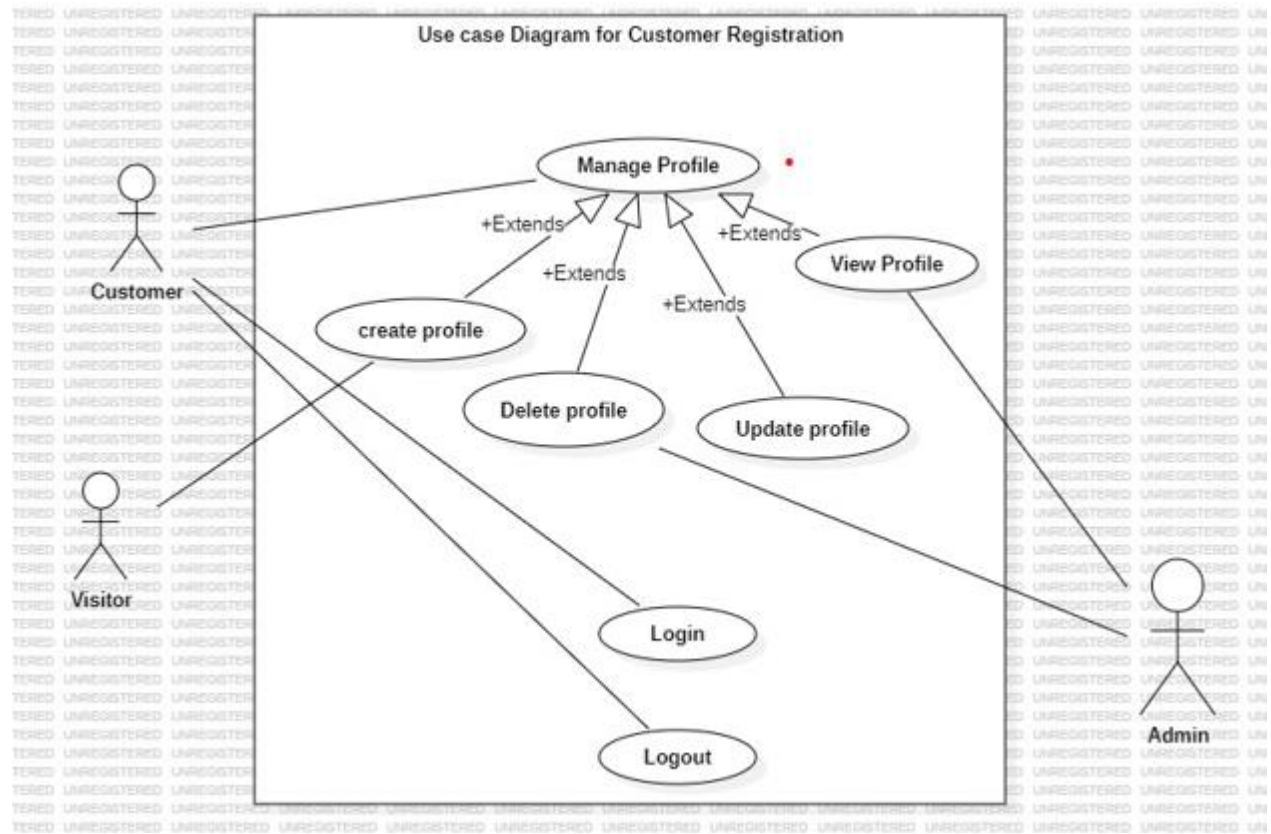 Use case Diagram for Customer Registration
Manage Profile
+Extends
+Extends
+Extends
+Extends
View Profile
Customer
create profile
Delete profile
Update profile
Visitor
Login
Admin
Logout
UNREGISTERED